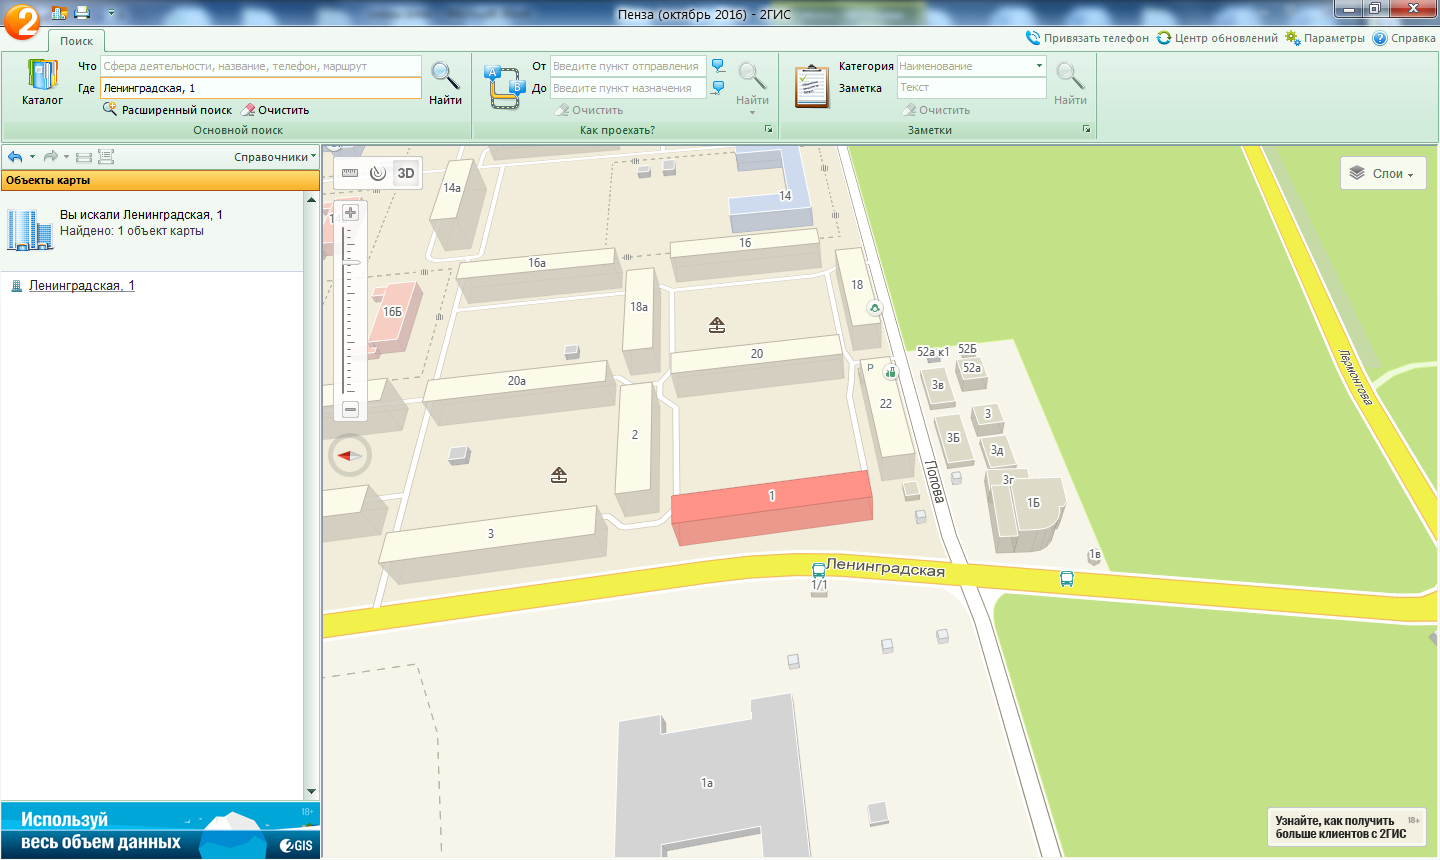 Пенза (октябрь 2016) - 2ГИС
Поиск
Привязать телефон
Центр обновлений
Параметры
Справка
Каталог
Что
Сфера деятельности, название, телефон, маршрут
Где
Ленинградская, 1
Расширенный поиск
Очистить
Найти
Основной поиск
От
Введите пункт отправления
До
Введите пункт назначения
Очистить
Найти
Как проехать?
Категория
Наименование
Заметка
Текст
Очистить
Найти
Заметки
Справочники
Объекты карты
Вы искали Ленинградская, 1
Найдено: 1 объект карты
Ленинградская, 1
Используй
весь объем данных
18+
2GIS
3D
Слои
14а
14
16
16а
18
18а
16Б
20
20а
P
22
2
52а к1
52Б
52а
3в
3
3Б
3д
3г
1Б
1в
1
3
Попова
Лермонтова
Ленинградская
1/1
1а
Узнайте, как получить
больше клиентов с 2ГИС
18+